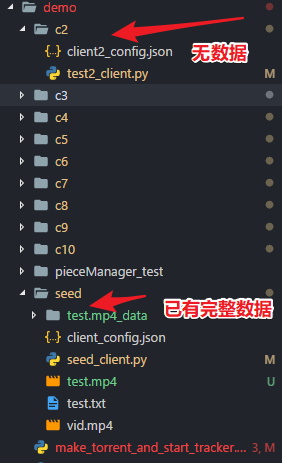 demo
c2
无数据
client2_config.json
test2_client.py M
c3
c4
c5
c6
c7
c8
c9
c10
pieceManager_test
seed
已有完整数据
test.mp4_data
client_config.json
seed_client.py M
test.mp4 U
test.txt
vid.mp4
make_torrent_and_start_tracker.... 3, M